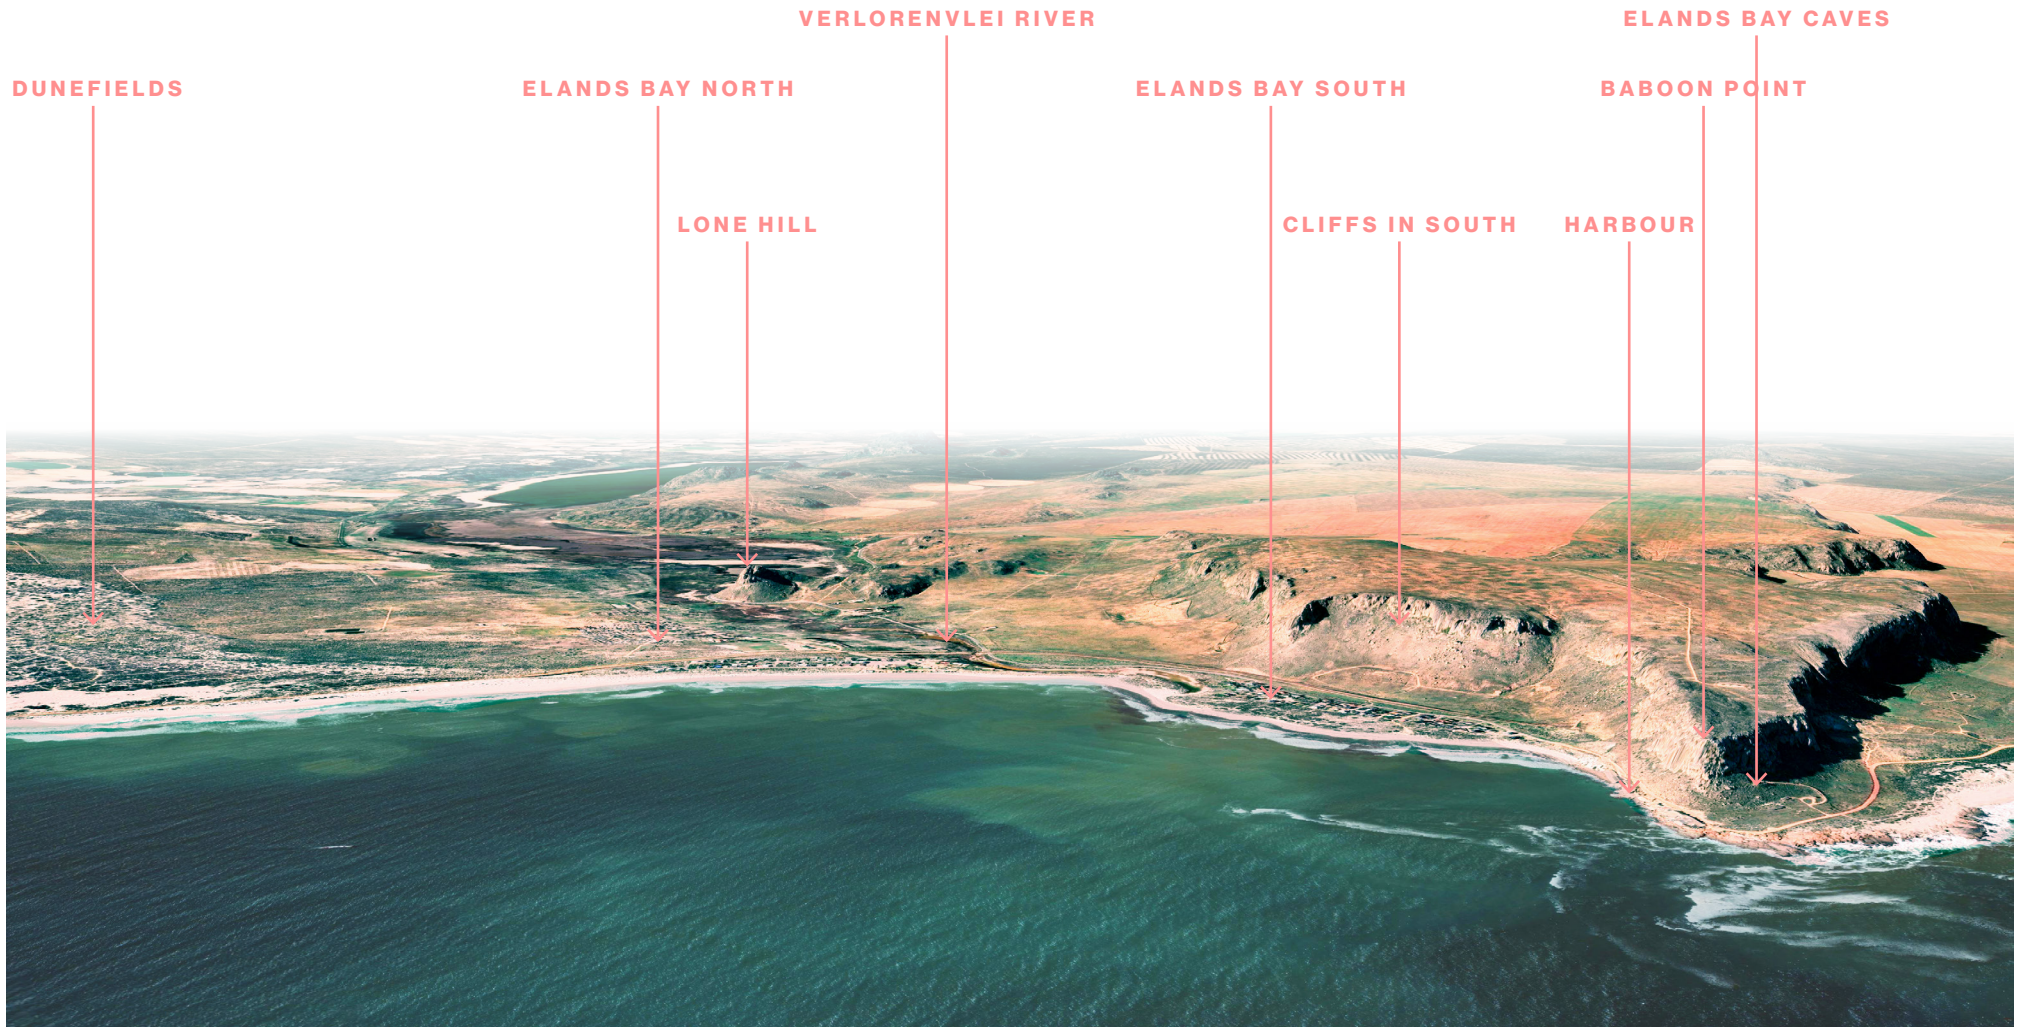 VERLORENVLEI RIVER
ELANDS BAY CAVES
DUNEFIELDS
ELANDS BAY NORTH
ELANDS BAY SOUTH
BABOON POINT
LONE HILL
CLIFFS IN SOUTH
HARBOUR